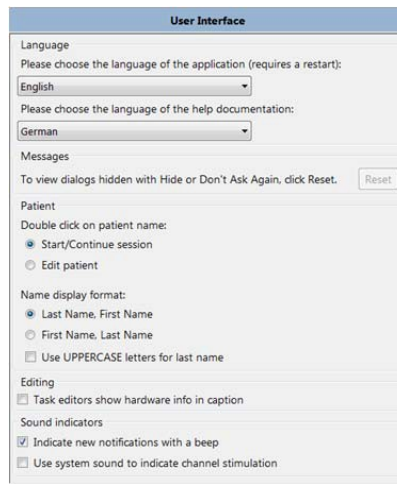 User Interface
Language
Please choose the language of the application (requires a restart):
English
Please choose the language of the help documentation:
German
Messages
To view dialogs hidden with Hide or Don't Ask Again, click Reset. Reset
Patient
Double click on patient name:
Start/Continue session
Edit patient
Name display format:
Last Name, First Name
First Name, Last Name
Use UPPERCASE letters for last name
Editing
Task editors show hardware info in caption
Sound indicators
Indicate new notifications with a beep
Use system sound to indicate channel stimulation